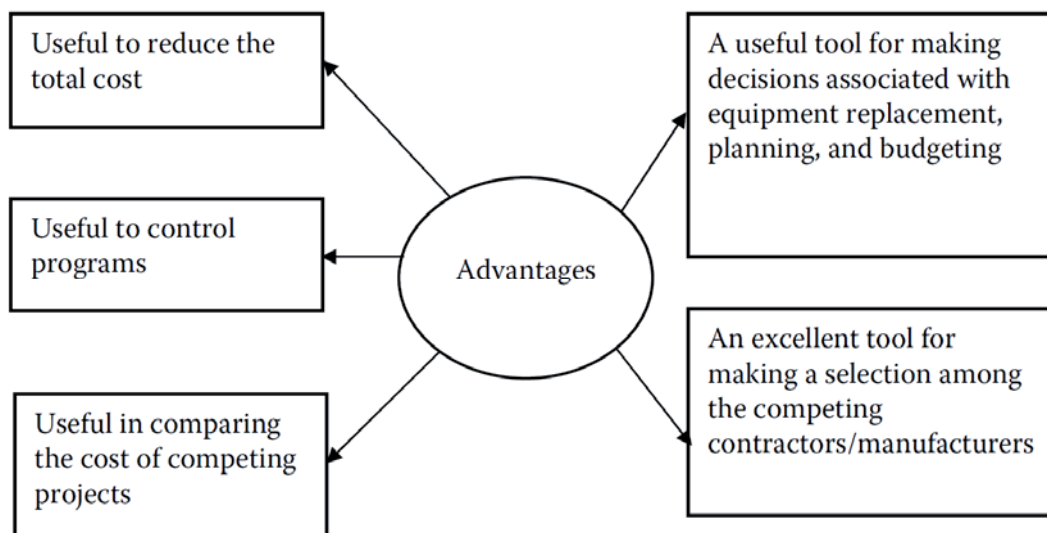 Useful to reduce the
total cost
Useful to control
programs
Useful in comparing
the cost of competing
projects
Advantages
A useful tool for making
decisions associated with
equipment replacement,
planning, and budgeting
An excellent tool for
making a selection among
the competing
contractors/manufacturers